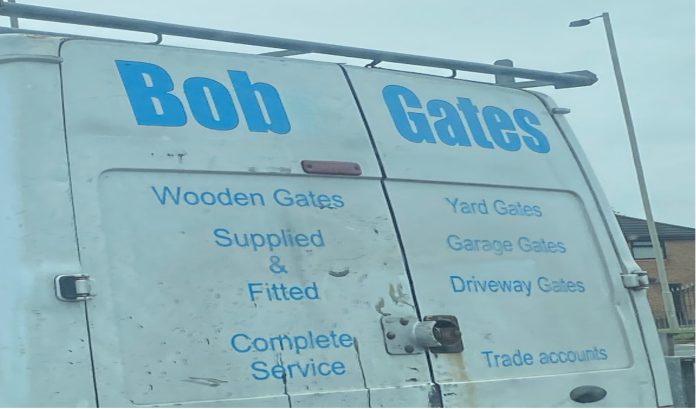 Bob Gates
Wooden Gates
Supplied
&
Fitted
Complete
Service
Yard Gates
Garage Gates
Driveway Gates
Trade accounts